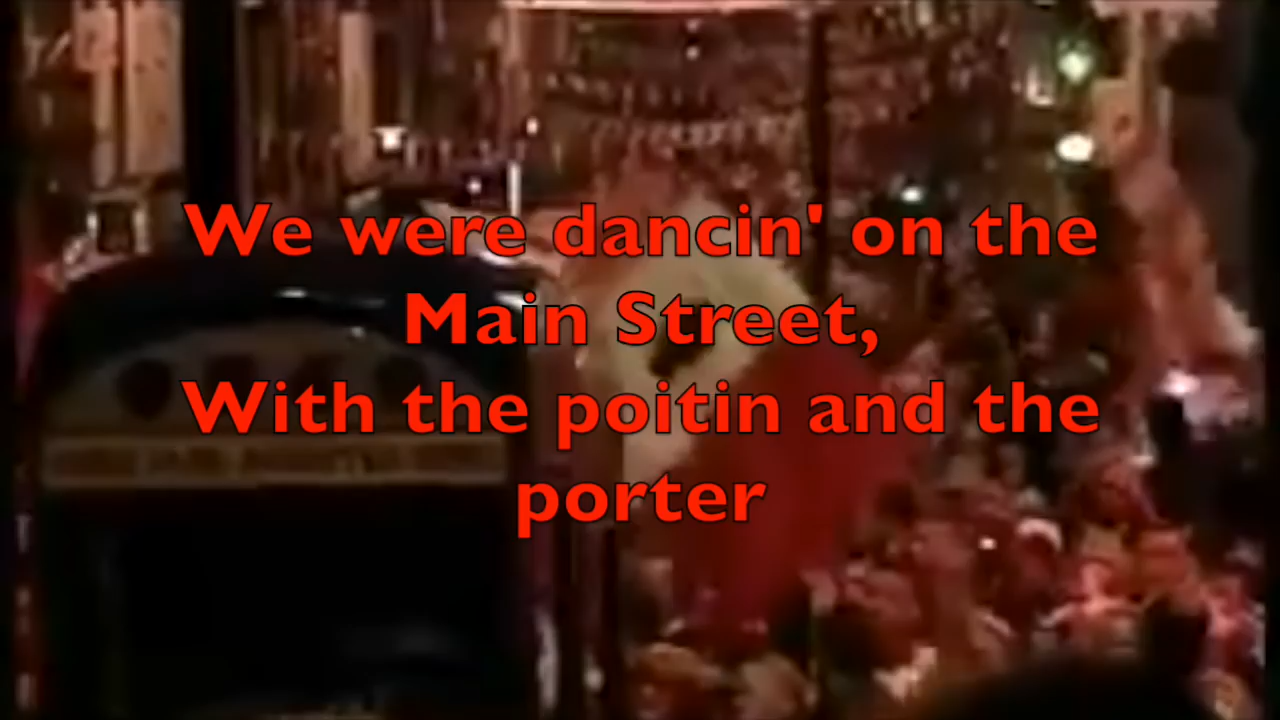 We were dancin' on the
Main Street,
With the poitin and the
porter